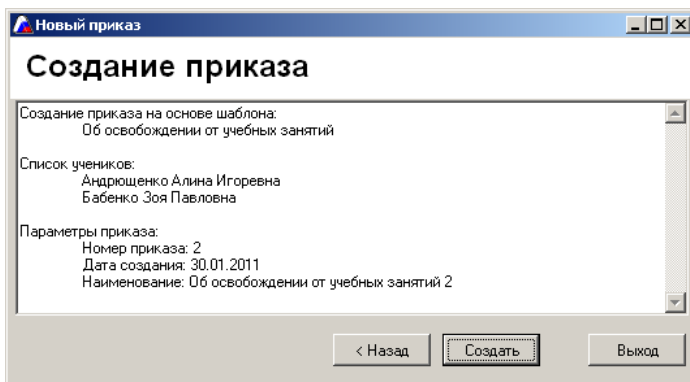 Новый приказ
Создание приказа
Создание приказа на основе шаблона:
Об освобождении от учебных занятий
Список учеников:
Андрющенко Алина Игоревна
Бабенко Зоя Павловна
Параметры приказа:
Номер приказа: 2
Дата создания: 30.01.2011
Наименование: Об освобождении от учебных занятий 2
< Назад Создать Выход